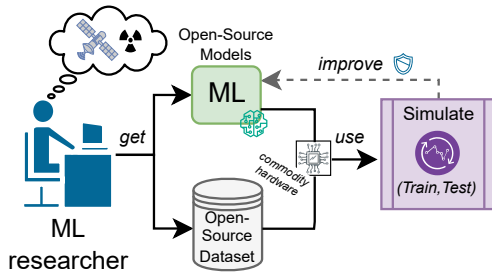 Open-Source
Models
improve
ML
get
use
Simulate
(Train,Test)
commodity
hardware
Open-
Source
Dataset
ML
researcher